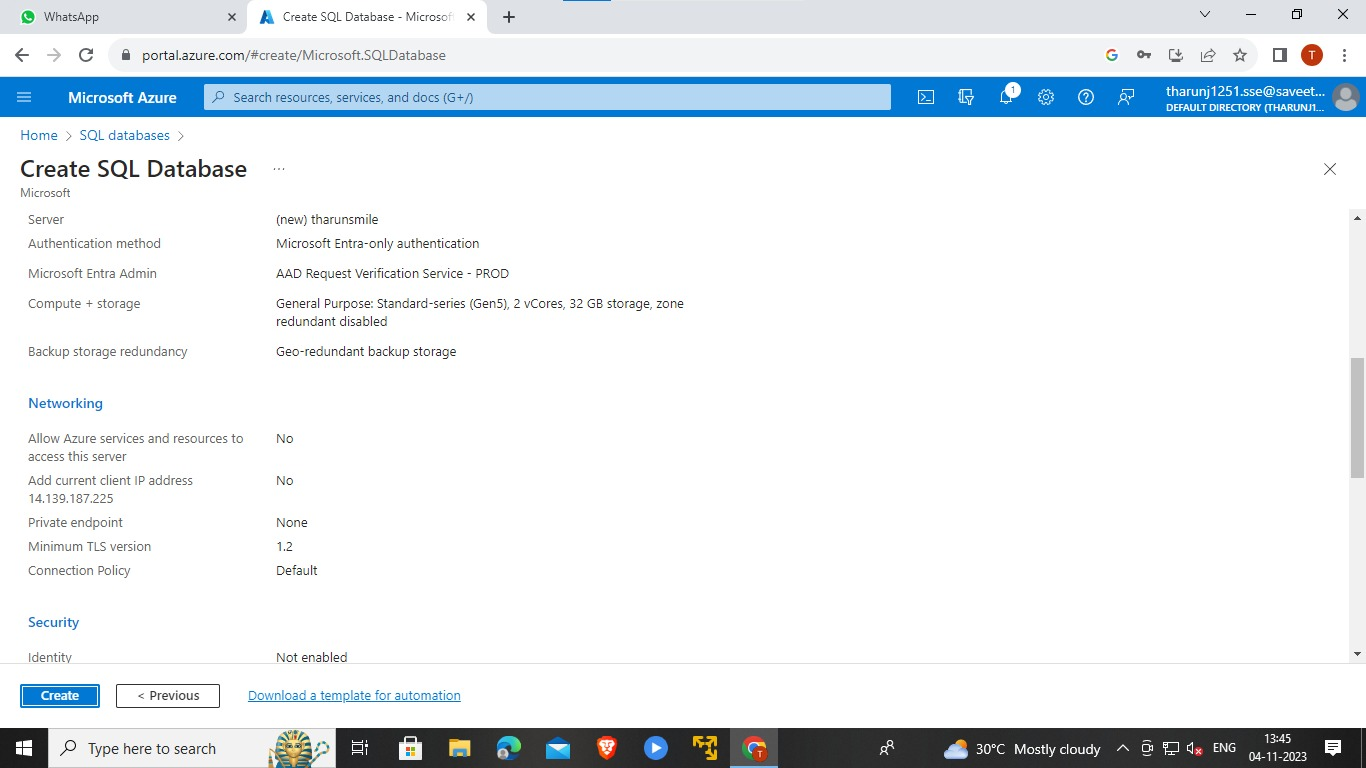 WhatsApp
Create SQL Database - Microsof
portal.azure.com/#create/Microsoft.SQLDatabase
T
Microsoft Azure
Search resources, services, and docs (G+/)
1
tharunj1251.sse@saveet...
DEFAULT DIRECTORY (THARUNJ1...
Home > SQL databases >
Create SQL Database
...
Microsoft
Server (new) tharunsmile
Authentication method Microsoft Entra-only authentication
Microsoft Entra Admin AAD Request Verification Service - PROD
Compute + storage General Purpose: Standard-series (Gen5), 2 vCores, 32 GB storage, zone
redundant disabled
Backup storage redundancy Geo-redundant backup storage
Networking
Allow Azure services and resources to No
access this server
Add current client IP address No
14.139.187.225
Private endpoint None
Minimum TLS version 1.2
Connection Policy Default
Security
Identity Not enabled
Create
< Previous
Download a template for automation
Type here to search
T
30°C Mostly cloudy
ENG
13:45
04-11-2023